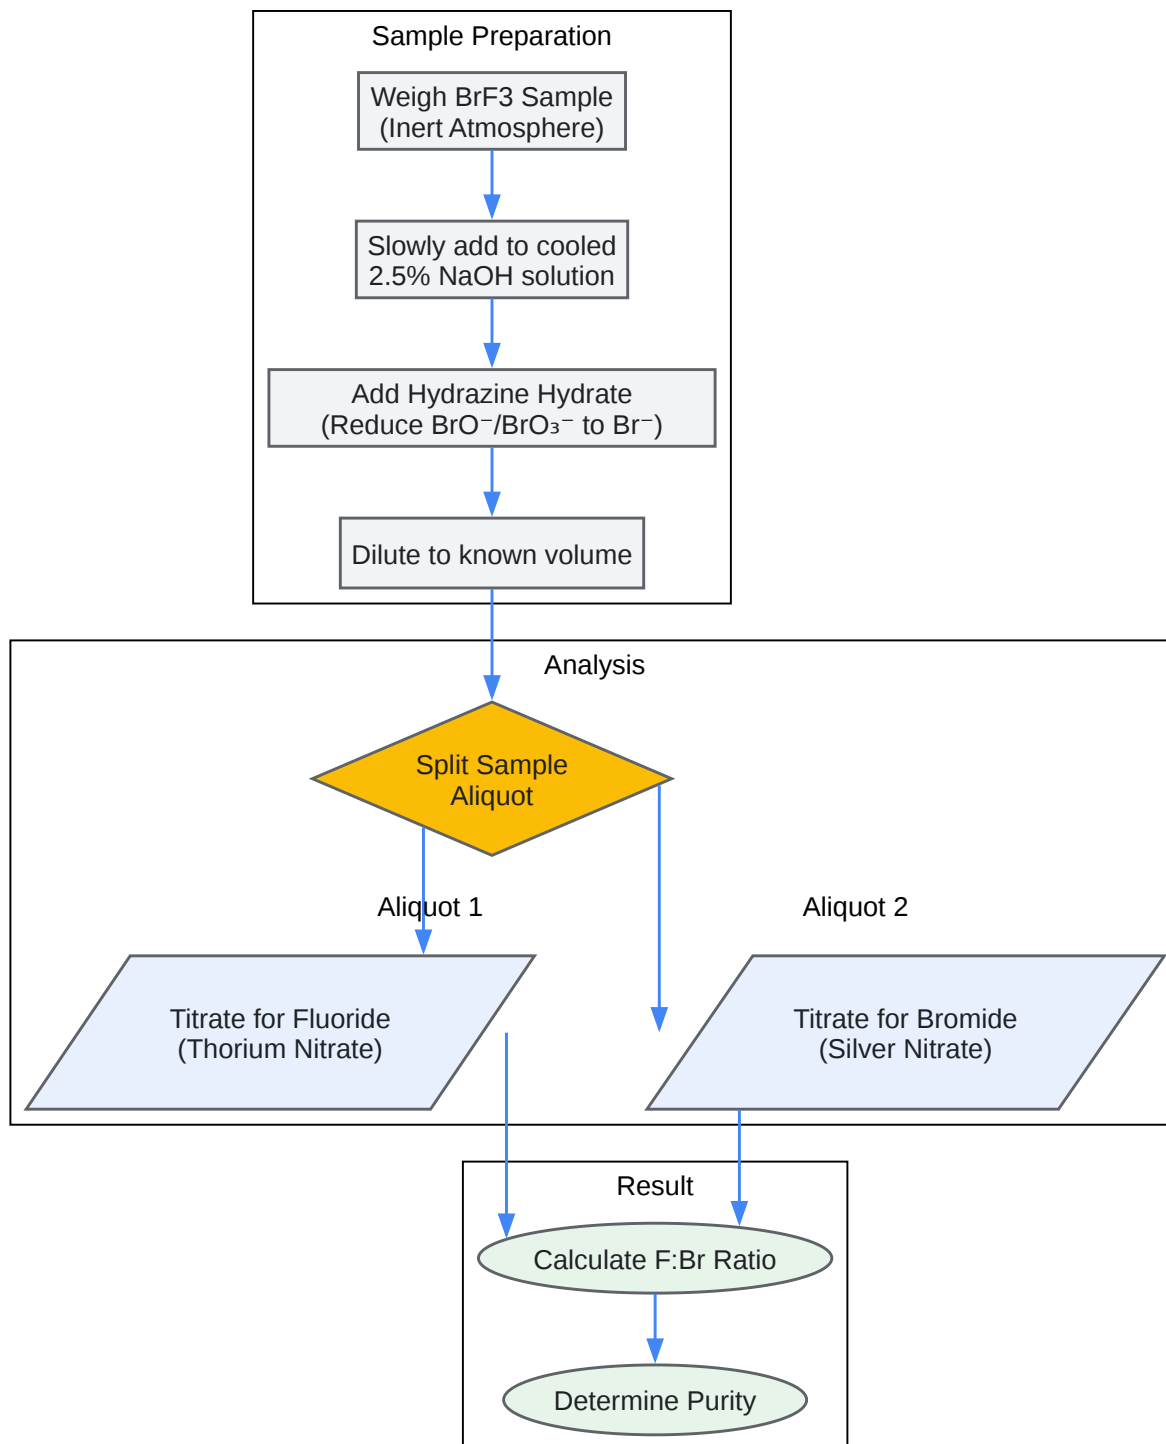 Sample Preparation
Weigh BrF3 Sample
(Inert Atmosphere)
Slowly add to cooled
2.5% NaOH solution
Add Hydrazine Hydrate
(Reduce BrO⁻/BrO₃⁻ to Br⁻)
Dilute to known volume
Analysis
Split Sample
Aliquot
Aliquot 1
Aliquot 2
Titrate for Fluoride
(Thorium Nitrate)
Titrate for Bromide
(Silver Nitrate)
Result
Calculate F:Br Ratio
Determine Purity